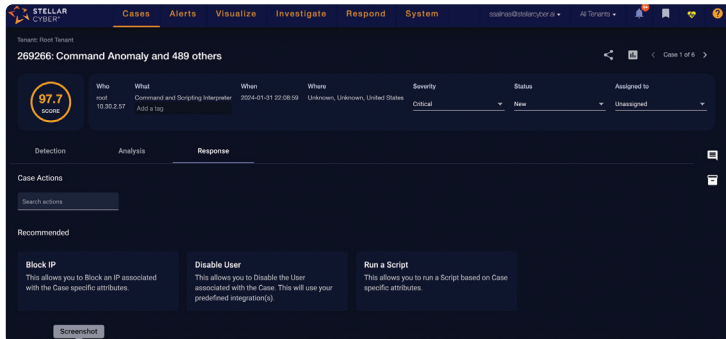 STELLAR
CYBER®
Cases
Alerts
Visualize
Investigate
Respond
System
ssalinas@stellarcyber.ai
All Tenants
Tenant: Root Tenant
269266: Command Anomaly and 489 others
Case 1 of 6
97.7
SCORE
Who
root
10.30.2.57
What
Command and Scripting Interpreter
Add a tag
When
2024-01-31 22:08:59
Where
Unknown, Unknown, United States
Severity
Critical
Status
New
Assigned to
Unassigned
Detection
Analysis
Response
Case Actions
Search actions
Recommended
Block IP
This allows you to Block an IP associated
with the Case specific attributes.
Disable User
This allows you to Disable the User
associated with the Case. This will use your
predefined integration(s).
Run a Script
This allows you to run a Script based on Case
specific attributes.
Screenshot